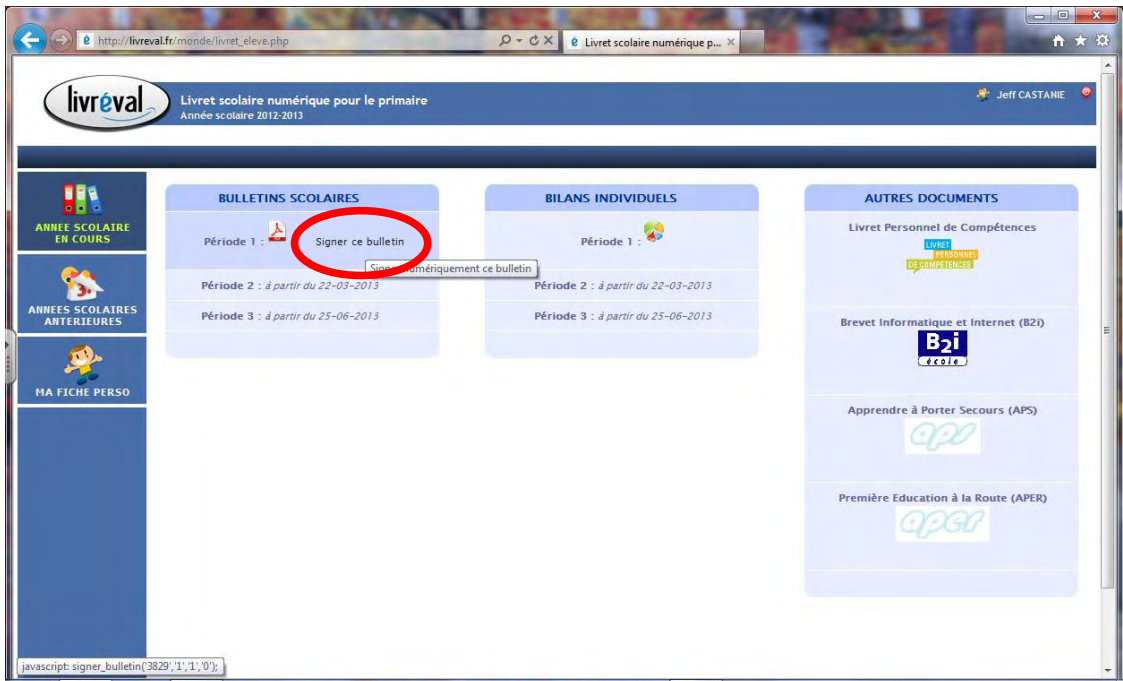 http://livreval.fr/monde/livret_eleve.php
Livret scolaire numérique p...
livréval
Livret scolaire numérique pour le primaire
Année scolaire 2012-2013
Jeff CASTANIE
ANNEE SCOLAIRE
EN COURS
ANNEES SCOLAIRES
ANTERIEURES
MA FICHE PERSO
BULLETINS SCOLAIRES
Période 1 :
Signer ce bulletin
Signer numériquement ce bulletin
Période 2 : à partir du 22-03-2013
Période 3 : à partir du 25-06-2013
BILANS INDIVIDUELS
Période 1 :
Période 2 : à partir du 22-03-2013
Période 3 : à partir du 25-06-2013
AUTRES DOCUMENTS
Livret Personnel de Compétences
LIVRET
PERSONNEL
DE COMPÉTENCES
Brevet Informatique et Internet (B2i)
B2i
école
Apprendre à Porter Secours (APS)
aps
Première Education à la Route (APER)
aper
javascript: signer_bulletin('3829','1','1','0');